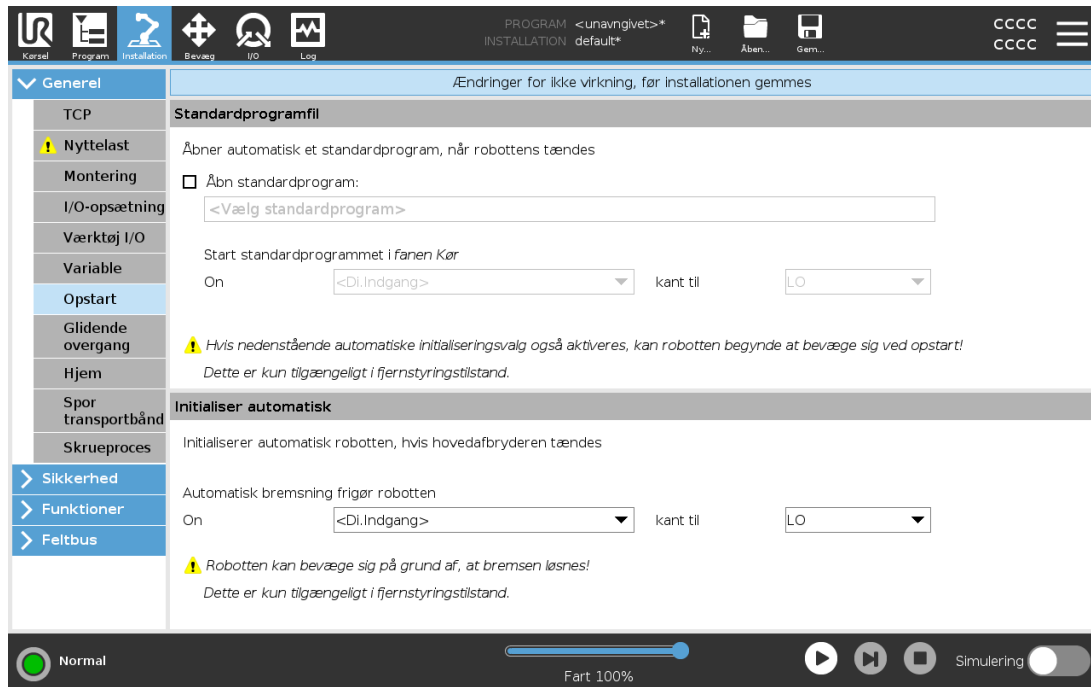 PROGRAM <unavngivet>*
INSTALLATION default*
CCCC
CCCC
Kørsel Program Installation Bevæg I/O Log Ny... Åben... Gem...
Generel
TCP
Nyttelast
Montering
I/O-opsætning
Værktøj I/O
Variable
Opstart
Glidende
overgang
Hjem
Spor
transportbånd
Skrueproces
Sikkerhed
Funktioner
Feltbus
Ændringer for ikke virkning, før installationen gemmes
Standardprogramfil
Åbner automatisk et standardprogram, når robottens tændes
Åbn standardprogram:
<Vælg standardprogram>
Start standardprogrammet i fanen Kør
On <Di.Indgang> kant til LO
Hvis nedenstående automatiske initialiseringsvalg også aktiveres, kan robotten begynde at bevæge sig ved opstart!
Dette er kun tilgængeligt i fjernstyringstilstand.
Initialiser automatisk
Initialiserer automatisk robotten, hvis hovedafbryderen tændes
Automatisk bremsning frigør robotten
On <Di.Indgang> kant til LO
Robotten kan bevæge sig på grund af, at bremsen løsnes!
Dette er kun tilgængeligt i fjernstyringstilstand.
Normal
Fart 100%
Simulering